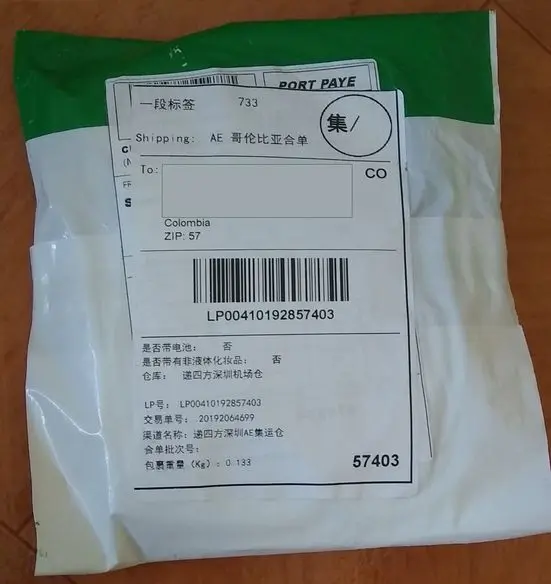 PORT PAYE
一段标签 733
集/
Shipping: AE 哥伦比亚合单
To:
CO
Colombia
ZIP: 57
LP00410192857403
是否带电池: 否
是否带有非液体化妆品: 否
仓库: 递四方深圳机场仓
LP号: LP00410192857403
交易单号: 20192064699
渠道名称: 递四方深圳AE集运仓
合单批次号:
包裹重量 (Kg): 0.133
57403